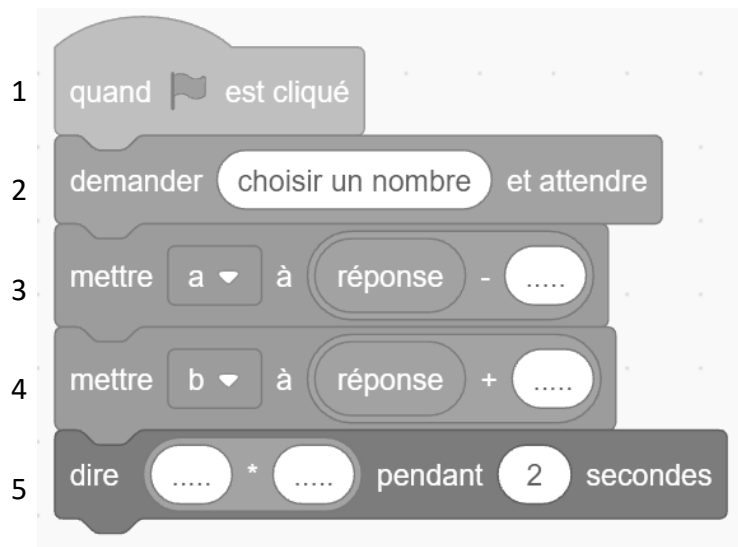 1 quand est cliqué
2 demander choisir un nombre et attendre
3 mettre a à réponse - .....
4 mettre b à réponse + .....
5 dire ..... * ..... pendant 2 secondes